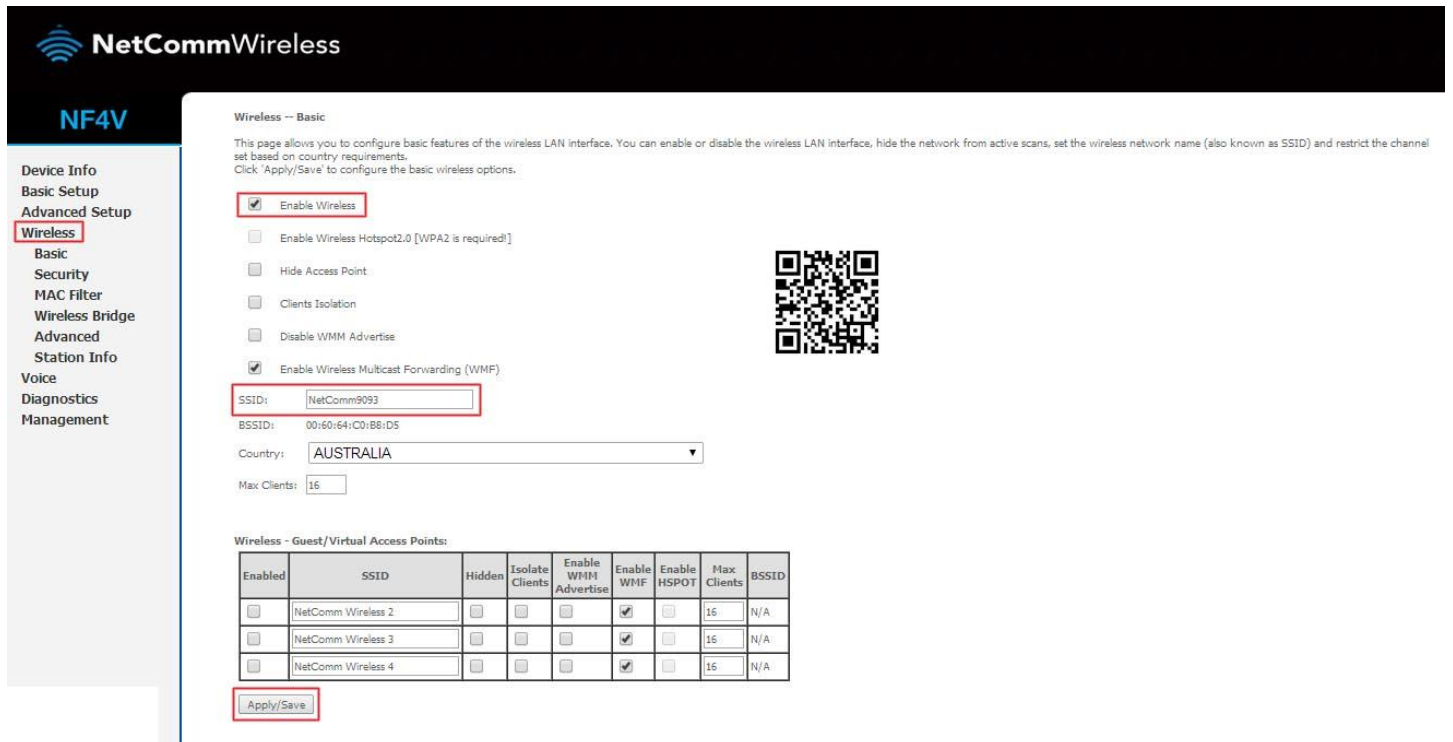 NetCommWireless
NF4V
Device Info
Basic Setup
Advanced Setup
Wireless
Basic
Security
MAC Filter
Wireless Bridge
Advanced
Station Info
Voice
Diagnostics
Management
Wireless -- Basic
This page allows you to configure basic features of the wireless LAN interface. You can enable or disable the wireless LAN interface, hide the network from active scans, set the wireless network name (also known as SSID) and restrict the channel
set based on country requirements.
Click 'Apply/Save' to configure the basic wireless options.
Enable Wireless
Enable Wireless Hotspot2.0 [WPA2 is required!]
Hide Access Point
Clients Isolation
Disable WMM Advertise
Enable Wireless Multicast Forwarding (WMF)
SSID: NetComm9093
BSSID: 00:60:64:C0:B8:D5
Country: AUSTRALIA
Max Clients: 16
Wireless - Guest/Virtual Access Points:
Enabled SSID Hidden Isolate Clients Enable WMM Advertise Enable WMF Enable HSPOT Max Clients BSSID
NetComm Wireless 2 16 N/A
NetComm Wireless 3 16 N/A
NetComm Wireless 4 16 N/A
Apply/Save